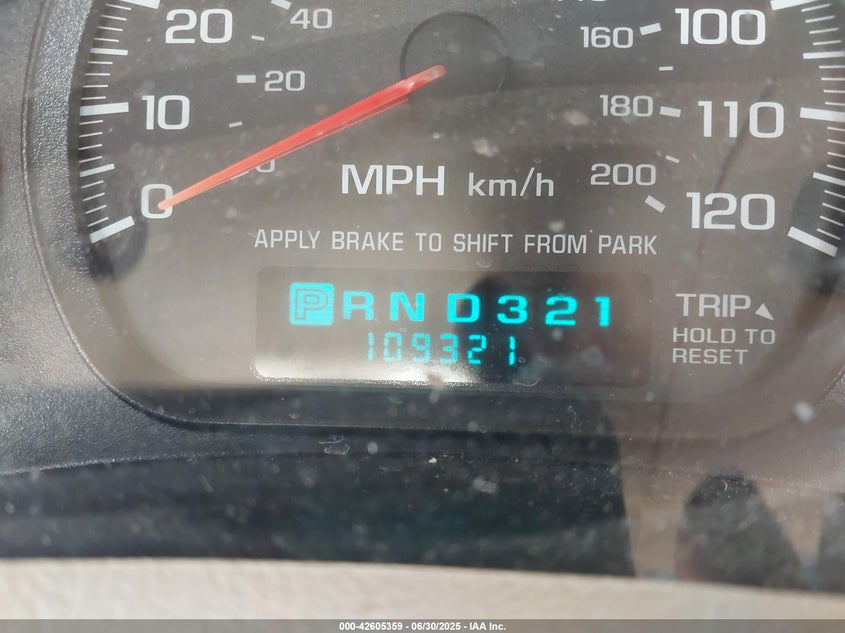 20 40 160 100
10 20 180 110
0 MPH km/h 200 120
APPLY BRAKE TO SHIFT FROM PARK
P R N D 3 2 1
109321
TRIP
HOLD TO
RESET
000-42605359 - 06/30/2025 - IAA Inc.